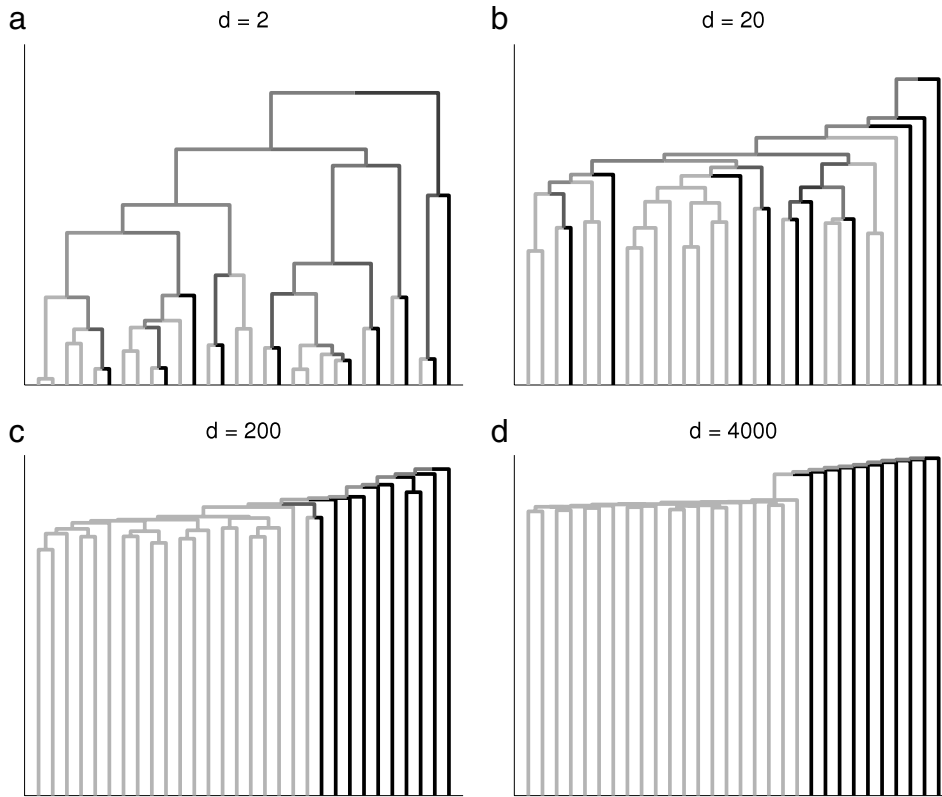 a
d = 2
b
d = 20
c
d = 200
d
d = 4000